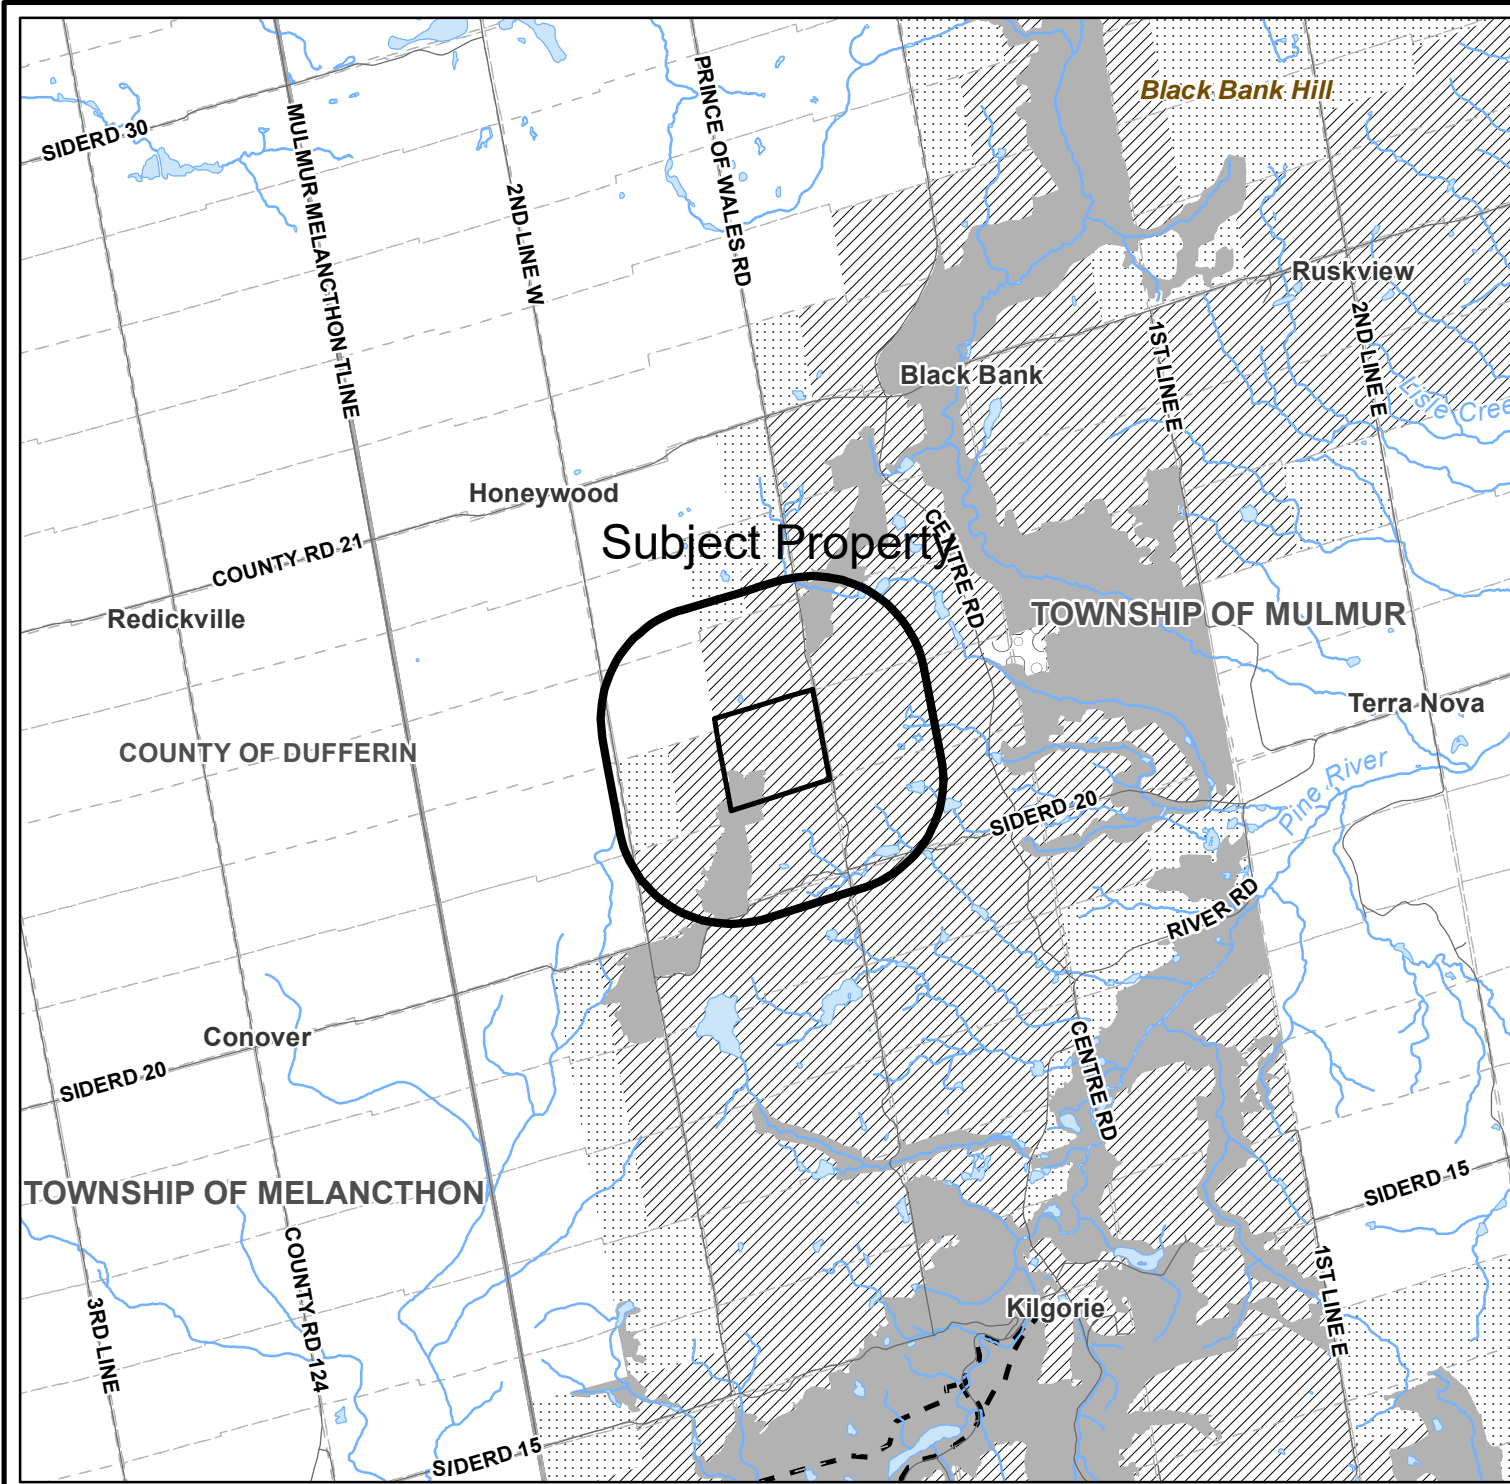 Black Bank Hill
SIDERD 30
PRINCE OF WALES RD
MULMUR-MELANCTHON TLINE
2ND LINE W
Ruskview
2ND LINE E
1ST LINE E
Black Bank
Lisle Cree
Honeywood
Subject Property
CENTRE RD
COUNTY RD 21
Redickville
TOWNSHIP OF MULMUR
Terra Nova
COUNTY OF DUFFERIN
Pine River
SIDERD 20
RIVER RD
Conover
SIDERD 20
CENTRE RD
TOWNSHIP OF MELANCTHON
SIDERD 15
COUNTY RD 124
3RD LINE
1ST LINE E
Kilgorie
SIDERD 15